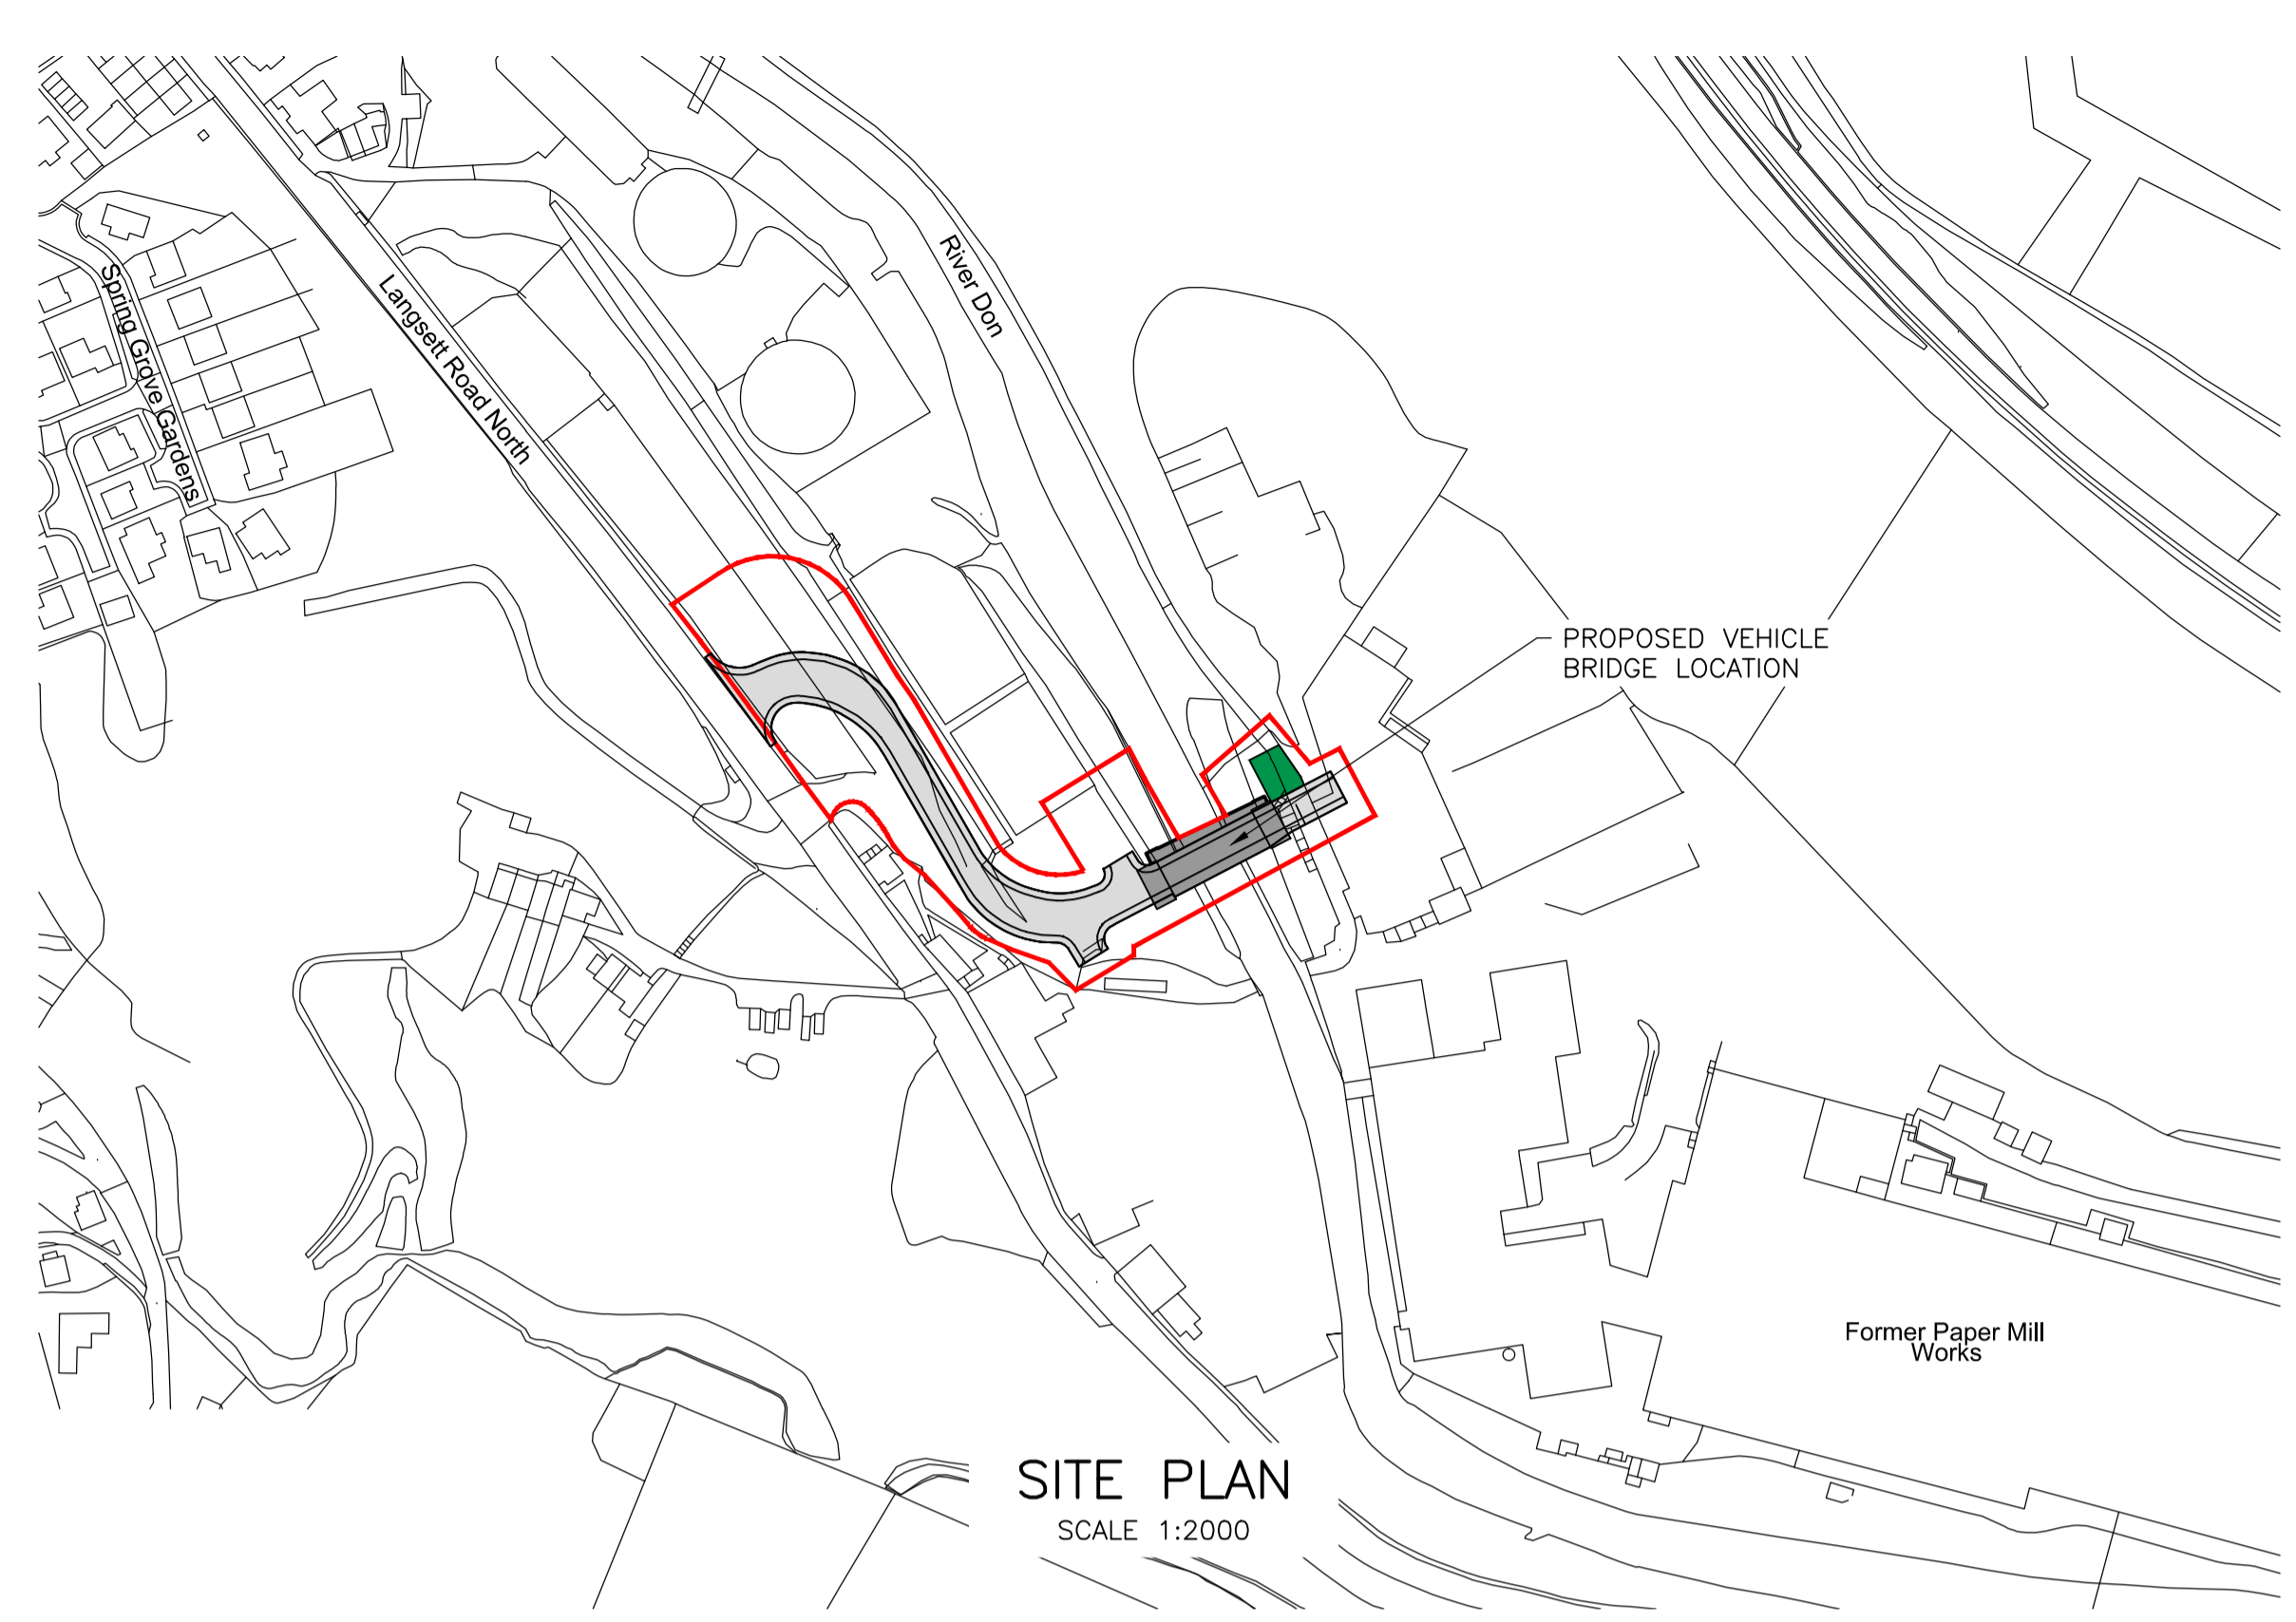 River Don
Spring Grove Gardens
Langsett Road North
PROPOSED VEHICLE
BRIDGE LOCATION
Former Paper Mill
Works
SITE PLAN
SCALE 1:2000